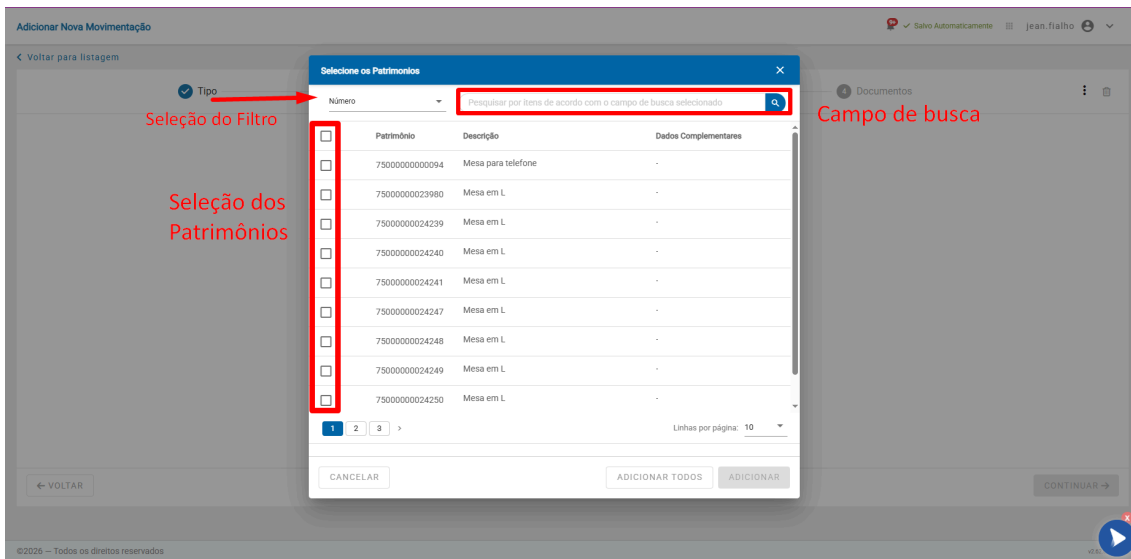 Adicionar Nova Movimentação
Salvo Automaticamente jean.fialho
Voltar para listagem
Selecione os Patrimonios
Tipo
4 Documentos
Número
Pesquisar por itens de acordo com o campo de busca selecionado
Seleção do Filtro
Campo de busca
Patrimônio Descrição Dados Complementares
75000000000094 Mesa para telefone -
75000000023980 Mesa em L -
75000000024239 Mesa em L -
75000000024240 Mesa em L -
75000000024241 Mesa em L -
75000000024247 Mesa em L -
75000000024248 Mesa em L -
75000000024249 Mesa em L -
75000000024250 Mesa em L -
Seleção dos
Patrimônios
1 2 3 >
Linhas por página: 10
CANCELAR ADICIONAR TODOS ADICIONAR
← VOLTAR
CONTINUAR →
X
©2026 — Todos os direitos reservados